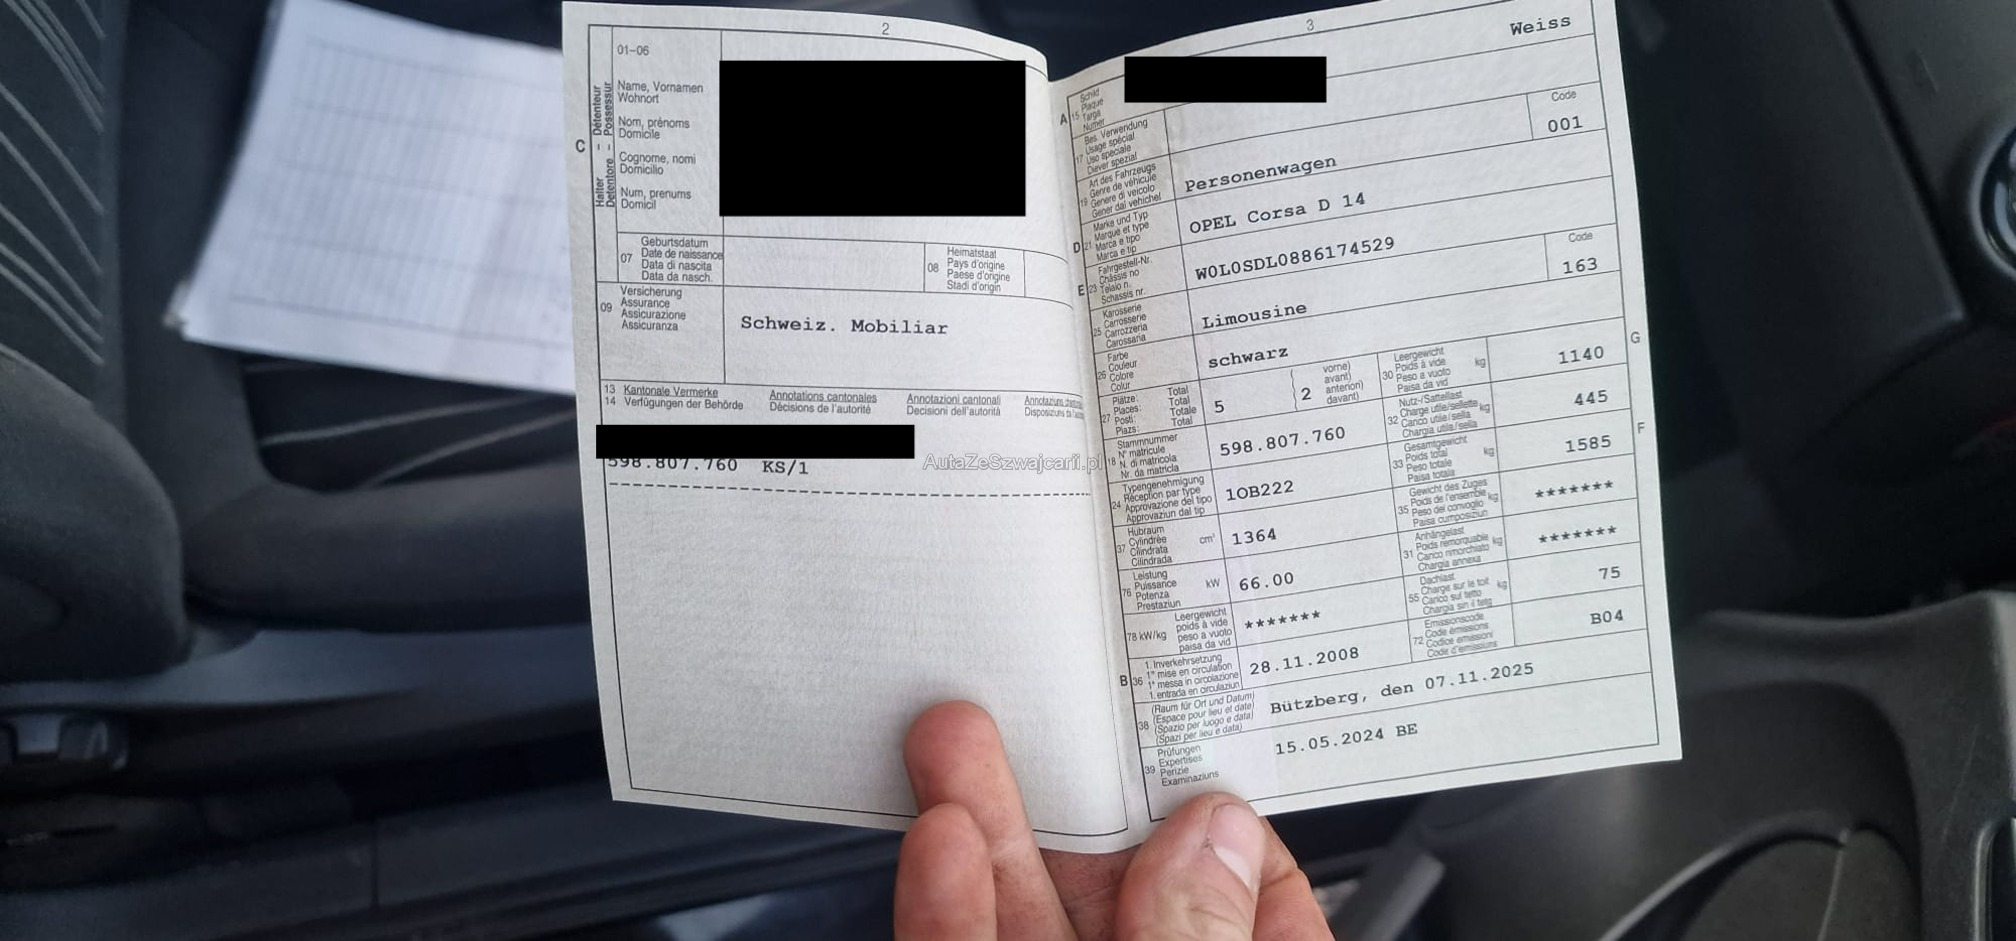 2
01-06
C
Halter - Détenteur
Detentore - Possessur
Name, Vornamen
Wohnort
Nom, prénoms
Domicile
Cognome, nomi
Domicilio
Num, prenums
Domicil
07
Geburtsdatum
Date de naissance
Data di nascita
Data da nasch.
08
Heimatstaat
Pays d'origine
Paese d'origine
Stadi d'origin
09
Versicherung
Assurance
Assicurazione
Assicuranza
Schweiz. Mobiliar
13 Kantonale Vermerke
14 Verfügungen der Behörde
Annotations cantonales
Décisions de l'autorité
Annotazioni cantonali
Decisioni dell'autorità
598.807.760 KS/1
AutaZeSzwajcarii.pl
3
Weiss
A
15
Schild
Plaque
Targa
Numer
17
Bes. Verwendung
Usage spécial
Uso speciale
Diever spezial
Code
001
19
Art des Fahrzeugs
Genre de véhicule
Genere di veicolo
Gener dal vehichel
Personenwagen
D
21
Marke und Typ
Marque et type
Marca e tipo
Marca e tip
OPEL Corsa D 14
E
23
Fahrgestell-Nr.
Châssis no
Telaio n.
Schassis nr.
W0L0SDL0886174529
Code
163
25
Karosserie
Carrosserie
Carrozzeria
Carossaria
Limousine
26
Farbe
Couleur
Colore
Colur
schwarz
27
Plätze: Total
Places: Total
Posti: Totale
Plazs: Total
5
2
vorne)
avant)
anteriori)
davant)
30
Leergewicht
Poids à vide
Peso a vuoto
Paisa da vid
kg
1140
G
18
Stammnummer
N° matricule
N. di matricola
Nr. da matricla
598.807.760
32
Nutz-/Sattellast
Charge utile/sellette
Carico utile/sella
Chargia utila/sella
kg
445
33
Gesamtgewicht
Poids total
Peso totale
Paisa totala
kg
1585
F
24
Typengenehmigung
Réception par type
Approvazione del tipo
Approvaziun dal tip
1OB222
35
Gewicht des Zuges
Poids de l'ensemble
Peso del convoglio
Paisa cumposiziun
kg
*******
37
Hubraum
Cylindrée
Cilindrata
Cilindrada
cm³
1364
31
Anhängelast
Poids remorquable
Carico rimorchiato
Chargia annexa
kg
*******
76
Leistung
Puissance
Potenza
Prestaziun
kW
66.00
55
Dachlast
Charge sur le toit
Carico sul tetto
Chargia sin il tetg
kg
75
78 kW/kg
Leergewicht
poids à vide
peso a vuoto
paisa da vid
*******
72
Emissionscode
Code émissions
Codice emissioni
Code d'emissiuns
B04
B
36
1. Inverkehrsetzung
1re mise en circulation
1a messa in circolazione
1. entrada en circulaziun
28.11.2008
38
(Raum für Ort und Datum)
(Espace pour lieu et date)
(Spazio per luogo e data)
(Spazi per lieu e data)
Bützberg, den 07.11.2025
39
Prüfungen
Expertises
Perizie
Examinaziuns
15.05.2024 BE